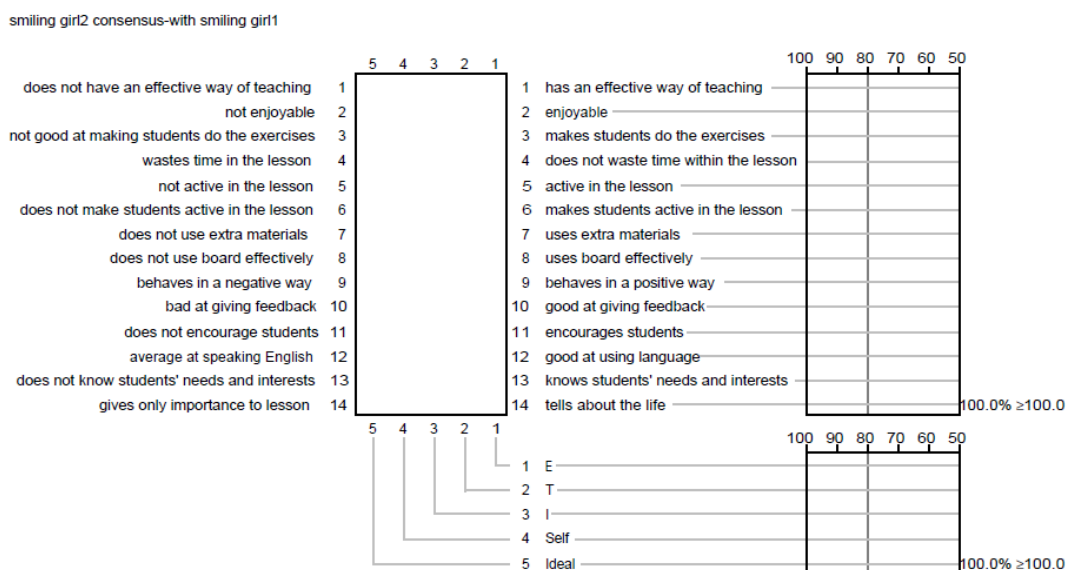 smiling girl2 consensus-with smiling girl1
5 4 3 2 1 100 90 80 70 60 50
does not have an effective way of teaching 1 1 has an effective way of teaching
not enjoyable 2 2 enjoyable
not good at making students do the exercises 3 3 makes students do the exercises
wastes time in the lesson 4 4 does not waste time within the lesson
not active in the lesson 5 5 active in the lesson
does not make students active in the lesson 6 6 makes students active in the lesson
does not use extra materials 7 7 uses extra materials
does not use board effectively 8 8 uses board effectively
behaves in a negative way 9 9 behaves in a positive way
bad at giving feedback 10 10 good at giving feedback
does not encourage students 11 11 encourages students
average at speaking English 12 12 good at using language
does not know students' needs and interests 13 13 knows students' needs and interests
gives only importance to lesson 14 14 tells about the life 100.0% ≥100.0
5 4 3 2 1 100 90 80 70 60 50
1 E
2 T
3 I
4 Self
5 Ideal 100.0% ≥100.0